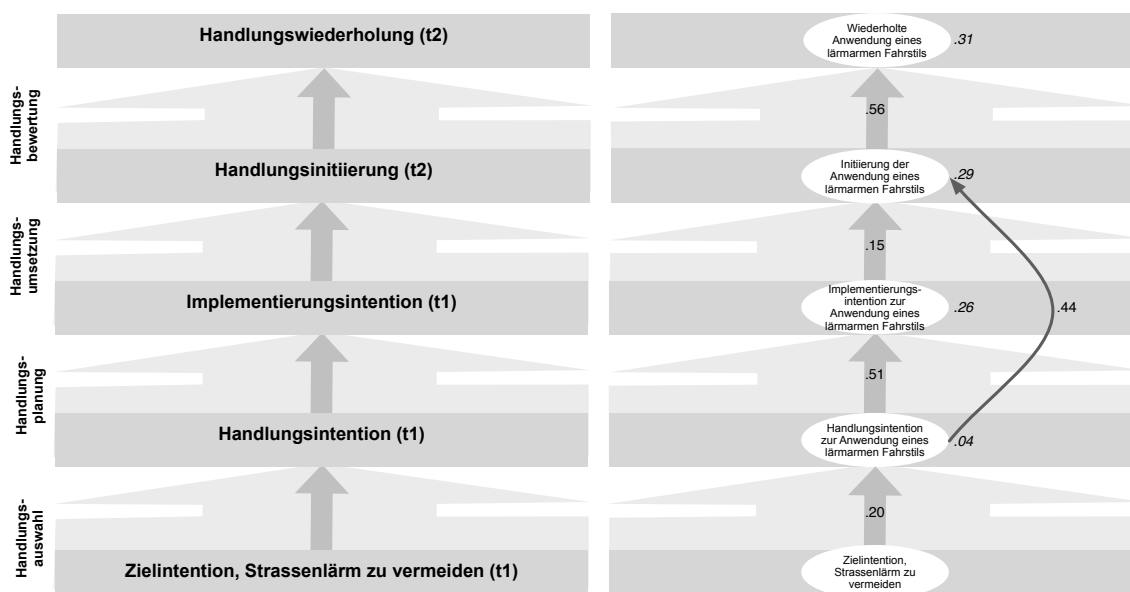 Handlungswiederholung (t2)
Handlungs-
bewertung
Handlungsinitiierung (t2)
Handlungs-
umsetzung
Implementierungsintention (t1)
Handlungs-
planung
Handlungsintention (t1)
Handlungs-
auswahl
Zielintention, Strassenlärm zu vermeiden (t1)
Wiederholte
Anwendung eines
lärmarmen Fahrstils
.31
.56
Initiierung der
Anwendung eines
lärmarmen Fahrstils
.29
.15
Implementierungs-
intention zur
Anwendung eines
lärmarmen Fahrstils
.26
.44
.51
Handlungsintention
zur Anwendung eines
lärmarmen Fahrstils
.04
.20
Zielintention,
Strassenlärm zu
vermeiden